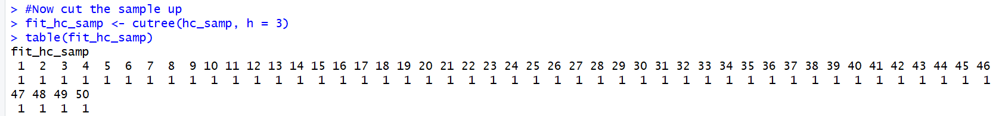 > #Now cut the sample up
> fit_hc_samp <- cutree(hc_samp, h = 3)
> table(fit_hc_samp)
fit_hc_samp
1 2 3 4 5 6 7 8 9 10 11 12 13 14 15 16 17 18 19 20 21 22 23 24 25 26 27 28 29 30 31 32 33 34 35 36 37 38 39 40 41 42 43 44 45 46
1 1 1 1 1 1 1 1 1 1 1 1 1 1 1 1 1 1 1 1 1 1 1 1 1 1 1 1 1 1 1 1 1 1 1 1 1 1 1 1 1 1 1 1 1 1
47 48 49 50
1 1 1 1